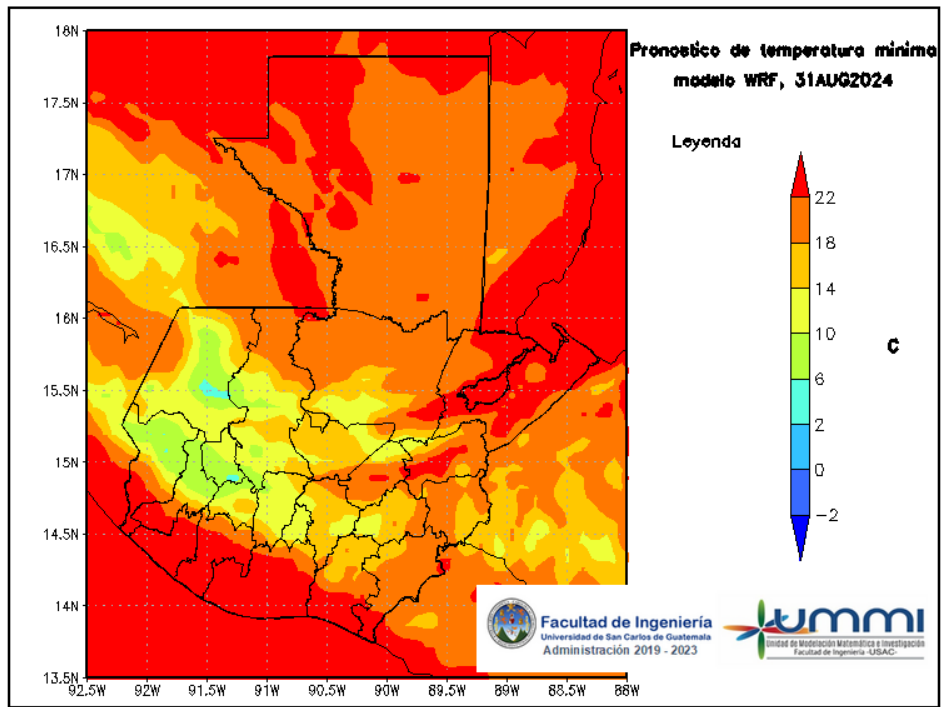 Pronostico de temperatura minima
modelo WRF, 31AUG2024
Leyenda
22
18
14
10
6
2
0
−2
C
18N
17.5N
17N
16.5N
16N
15.5N
15N
14.5N
14N
13.5N
92.5W 92W 91.5W 91W 90.5W 90W 89.5W 89W 88.5W 88W
Facultad de Ingeniería
Universidad de San Carlos de Guatemala
Administración 2019 - 2023
UMMI
Unidad de Modelación Matemática e Investigación
Facultad de Ingeniería -USAC-